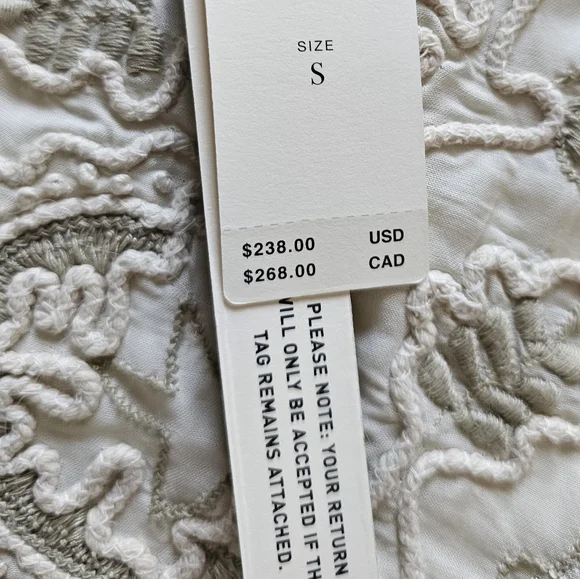 SIZE
S
$238.00 USD
$268.00 CAD
PLEASE NOTE: YOUR RETURN
WILL ONLY BE ACCEPTED IF
TAG REMAINS ATTACHED.